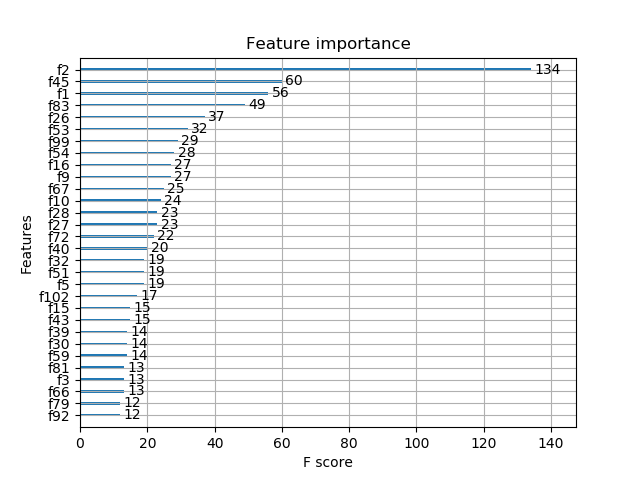 Feature importance
Features
f2 134
f45 60
f1 56
f83 49
f26 37
f53 32
f99 29
f54 28
f16 27
f9 27
f67 25
f10 24
f28 23
f27 23
f72 22
f40 20
f32 19
f51 19
f5 19
f102 17
f15 15
f43 15
f39 14
f30 14
f59 14
f81 13
f3 13
f66 13
f79 12
f92 12
0 20 40 60 80 100 120 140
F score